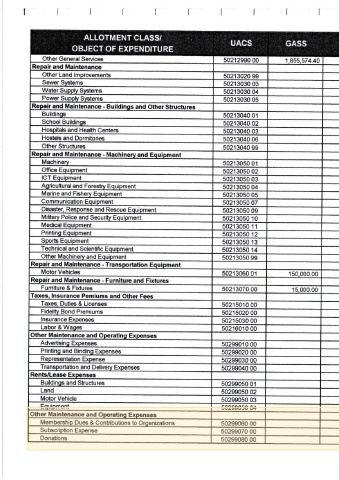 ALLOTMENT CLASS/
OBJECT OF EXPENDITURE UACS GASS
Other General Services 50212990 00 1,855,574.40
Repair and Maintenance
Other Land Improvements 50213020 99
Sewer Systems 50213030 03
Water Supply Systems 50213030 04
Power Supply Systems 50213030 05
Repair and Maintenance - Buildings and Other Structures
Buildings 50213040 01
School Buildings 50213040 02
Hospitals and Health Centers 50213040 03
Hostels and Dormitories 50213040 06
Other Structures 50213040 99
Repair and Maintenance - Machinery and Equipment
Machinery 50213050 01
Office Equipment 50213050 02
ICT Equipment 50213050 03
Agricultural and Forestry Equipment 50213050 04
Marine and Fishery Equipment 50213050 05
Communication Equipment 50213050 07
Disaster, Response and Rescue Equipment 50213050 09
Military Police and Security Equipment 50213050 10
Medical Equipment 50213050 11
Printing Equipment 50213050 12
Sports Equipment 50213050 13
Technical and Scientific Equipment 50213050 14
Other Machinery and Equipment 50213050 99
Repair and Maintenance - Transportation Equipment
Motor Vehicles 50213060 01 150,000.00
Repair and Maintenance - Furniture and Fixtures
Furniture & Fixtures 50213070 00 15,000.00
Taxes, Insurance Pemiums and Other Fees
Taxes, Duties & Licenses 50215010 00
Fidelity Bond Premiums 50215020 00
Insurance Expenses 50215030 00
Labor & Wages 50216010 00
Other Maintenance and Operating Expenses
Advertising Expenses 50299010 00
Printing and Binding Expenses 50299020 00
Representation Expense 50299030 00
Transportation and Delivery Expenses 50299040 00
Rents/Lease Expenses
Buildings and Structures 50299050 01
Land 50299050 02
Motor Vehicle 50299050 03
Equipment 50299050 04
Other Maintenance and Operating Expenses
Membership Dues & Contributions to Organizations 50299060 00
Subscription Expense 50299070 00
Donations 50299080 00